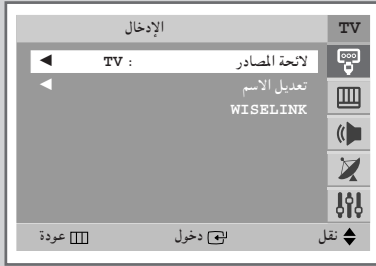 الإدخال
TV
لائحة المصادر : TV
تعديل الاسم
WISELINK
نقل
دخول
عودة